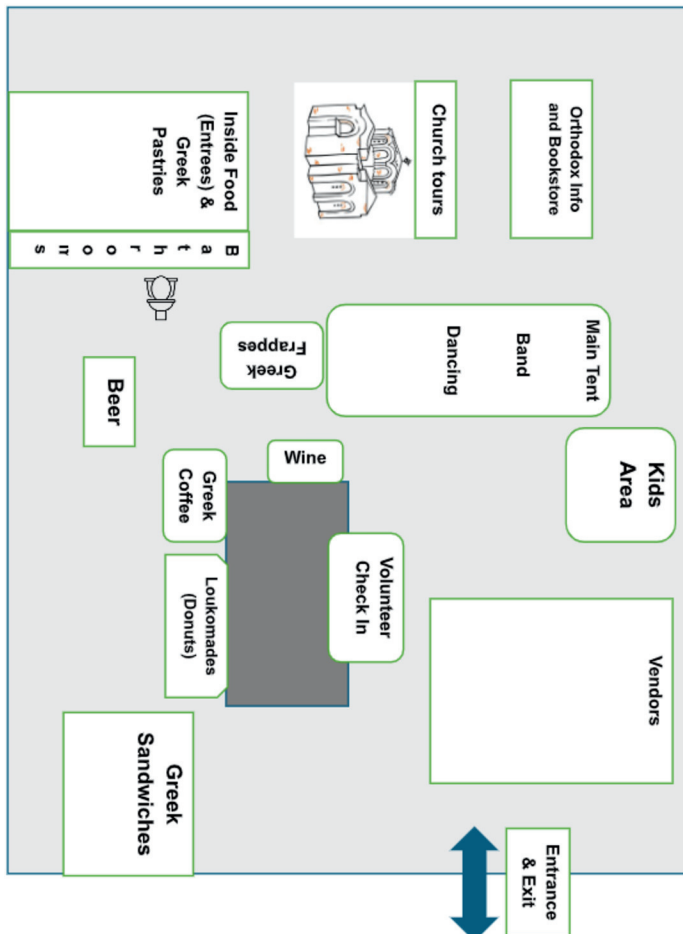 Inside Food
(Entrees) &
Greek
Pastries
Bathrooms
Church tours
Orthodox Info
and Bookstore
Greek
Frappes
Main Tent
Band
Dancing
Beer
Wine
Kids
Area
Greek
Coffee
Volunteer
Check In
Loukomades
(Donuts)
Vendors
Greek
Sandwiches
Entrance
& Exit